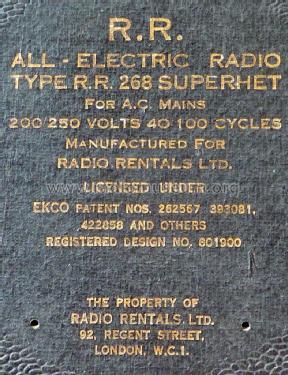 R.R.
ALL-ELECTRIC RADIO
TYPE R.R. 268 SUPERHET
FOR A.C. MAINS
200/250 VOLTS 40/100 CYCLES
MANUFACTURED FOR
RADIO RENTALS LTD.
LICENSED UNDER
EKCO PATENT NOS. 262567, 393081,
422858 AND OTHERS
REGISTERED DESIGN NO. 801900
THE PROPERTY OF
RADIO RENTALS, LTD.
92, REGENT STREET,
LONDON, W.C.1.